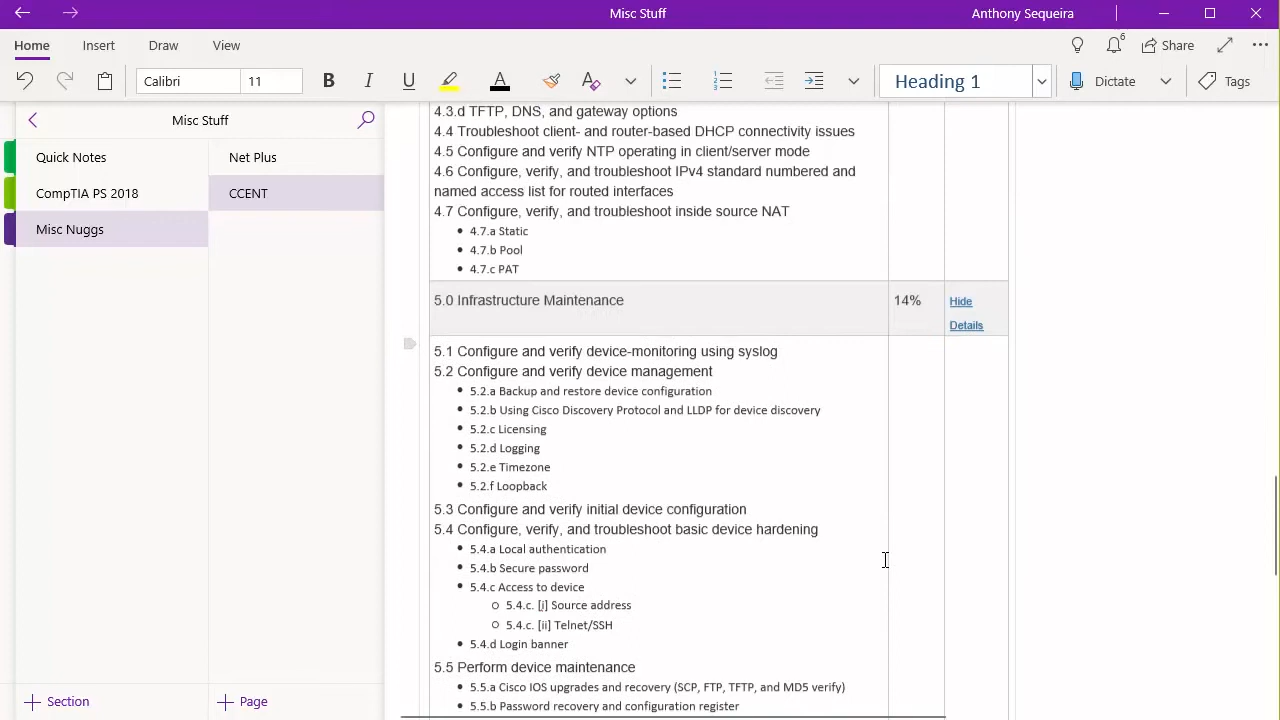 Misc Stuff
Anthony Sequeira
Home
Insert
Draw
View
6
Share
Calibri
11
B
I
U
A
A
Heading 1
Dictate
Tags
Misc Stuff
Quick Notes
CompTIA PS 2018
Misc Nuggs
Net Plus
CCENT
Section
Page
4.3.d TFTP, DNS, and gateway options
4.4 Troubleshoot client- and router-based DHCP connectivity issues
4.5 Configure and verify NTP operating in client/server mode
4.6 Configure, verify, and troubleshoot IPv4 standard numbered and
named access list for routed interfaces
4.7 Configure, verify, and troubleshoot inside source NAT
4.7.a Static
4.7.b Pool
4.7.c PAT
5.0 Infrastructure Maintenance
14%
Hide
Details
5.1 Configure and verify device-monitoring using syslog
5.2 Configure and verify device management
5.2.a Backup and restore device configuration
5.2.b Using Cisco Discovery Protocol and LLDP for device discovery
5.2.c Licensing
5.2.d Logging
5.2.e Timezone
5.2.f Loopback
5.3 Configure and verify initial device configuration
5.4 Configure, verify, and troubleshoot basic device hardening
5.4.a Local authentication
5.4.b Secure password
5.4.c Access to device
5.4.c. [i] Source address
5.4.c. [ii] Telnet/SSH
5.4.d Login banner
5.5 Perform device maintenance
5.5.a Cisco IOS upgrades and recovery (SCP, FTP, TFTP, and MD5 verify)
5.5.b Password recovery and configuration register